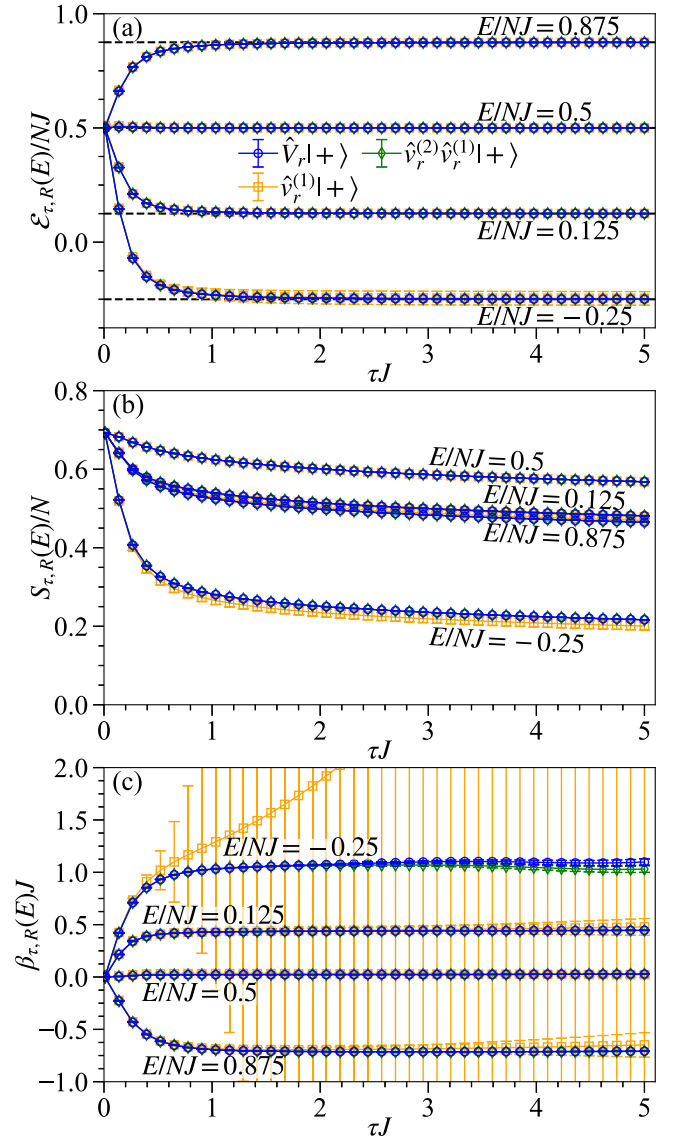 (a)
1.0
0.5
0.0
ℰτ,R(E)/NJ
E/NJ = 0.875
E/NJ = 0.5
V̂r|+⟩
v̂r(2)v̂r(1)|+⟩
v̂r(1)|+⟩
E/NJ = 0.125
E/NJ = −0.25
0 1 2 3 4 5
τJ
(b)
0.8
0.6
0.4
0.2
0.0
Sτ,R(E)/N
E/NJ = 0.5
E/NJ = 0.125
E/NJ = 0.875
E/NJ = −0.25
0 1 2 3 4 5
τJ
(c)
2.0
1.5
1.0
0.5
0.0
−0.5
−1.0
βτ,R(E)J
E/NJ = −0.25
E/NJ = 0.125
E/NJ = 0.5
E/NJ = 0.875
0 1 2 3 4 5
τJ